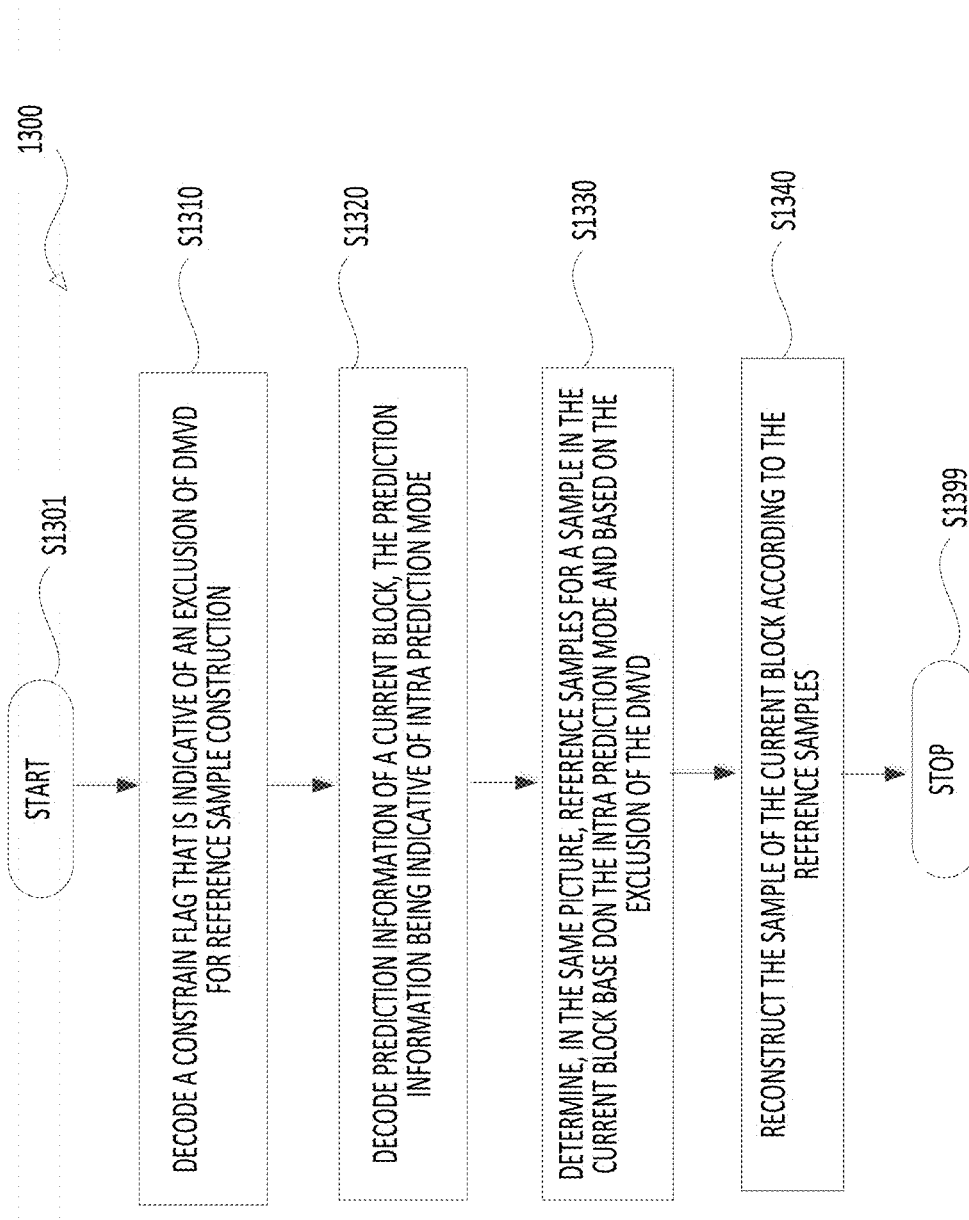 1300
START
S1301
DECODE A CONSTRAIN FLAG THAT IS INDICATIVE OF AN EXCLUSION OF DMVD
FOR REFERENCE SAMPLE CONSTRUCTION
S1310
DECODE PREDICTION INFORMATION OF A CURRENT BLOCK, THE PREDICTION
INFORMATION BEING INDICATIVE OF INTRA PREDICTION MODE
S1320
DETERMINE, IN THE SAME PICTURE, REFERENCE SAMPLES FOR A SAMPLE IN THE
CURRENT BLOCK BASE DON THE INTRA PREDICTION MODE AND BASED ON THE
EXCLUSION OF THE DMVD
S1330
RECONSTRUCT THE SAMPLE OF THE CURRENT BLOCK ACCORDING TO THE
REFERENCE SAMPLES
S1340
STOP
S1399